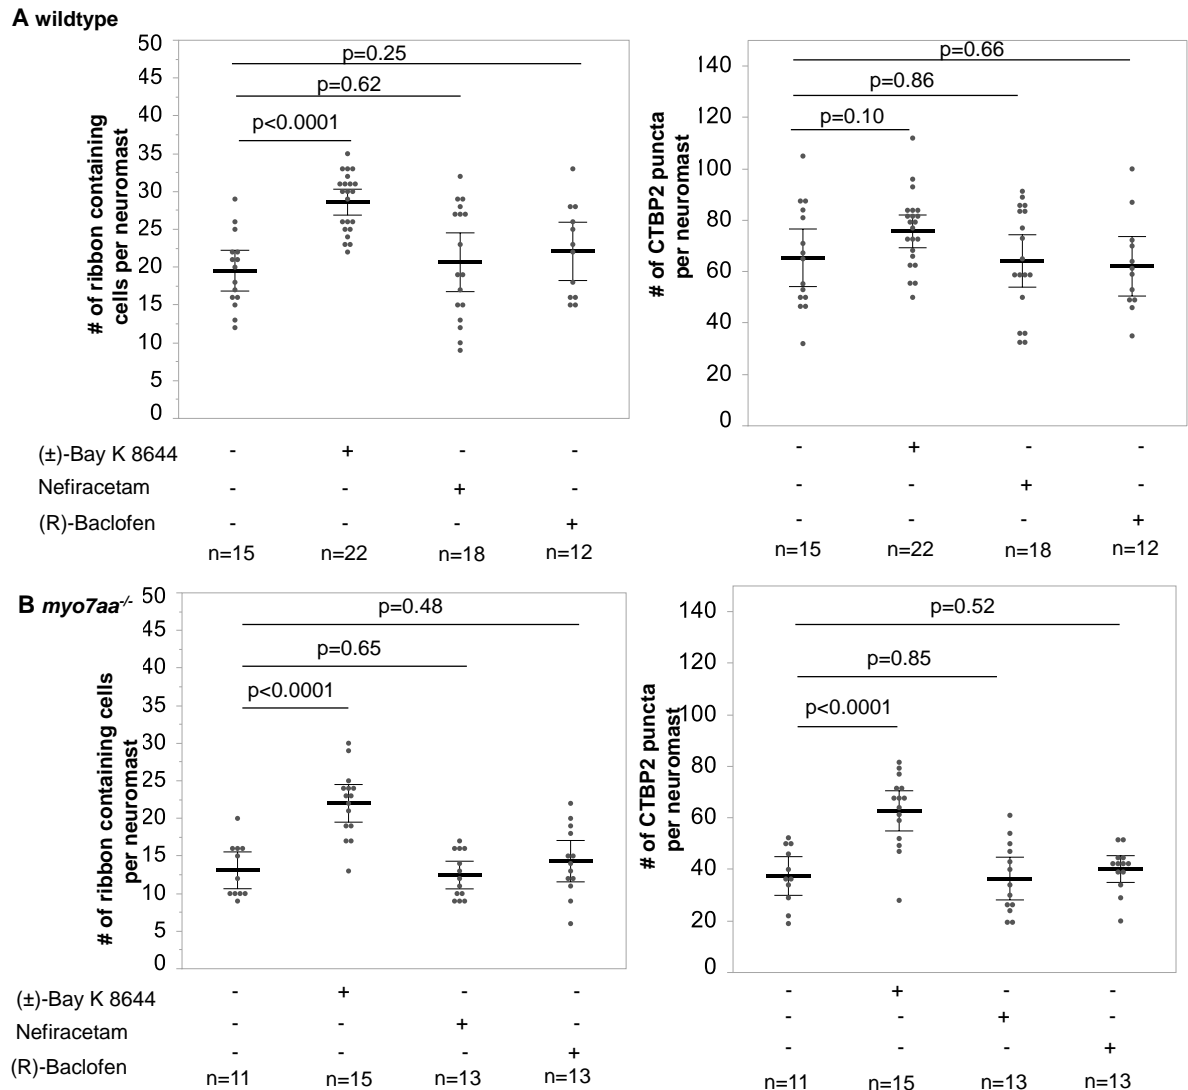 A wildtype
# of ribbon containing
cells per neuromast
50
45
40
35
30
25
20
15
10
5
0
p=0.25
p=0.62
p<0.0001
# of CTBP2 puncta
per neuromast
140
120
100
80
60
40
20
0
p=0.66
p=0.86
p=0.10
(±)-Bay K 8644 - + - - - + - -
Nefiracetam - - + - - - + -
(R)-Baclofen - - - + - - - +
n=15 n=22 n=18 n=12 n=15 n=22 n=18 n=12
B myo7aa-/-
# of ribbon containing cells
per neuromast
50
45
40
35
30
25
20
15
10
5
0
p=0.48
p=0.65
p<0.0001
# of CTBP2 puncta
per neuromast
140
120
100
80
60
40
20
0
p=0.52
p=0.85
p<0.0001
(±)-Bay K 8644 - + - - - + - -
Nefiracetam - - + - - - + -
(R)-Baclofen - - - + - - - +
n=11 n=15 n=13 n=13 n=11 n=15 n=13 n=13